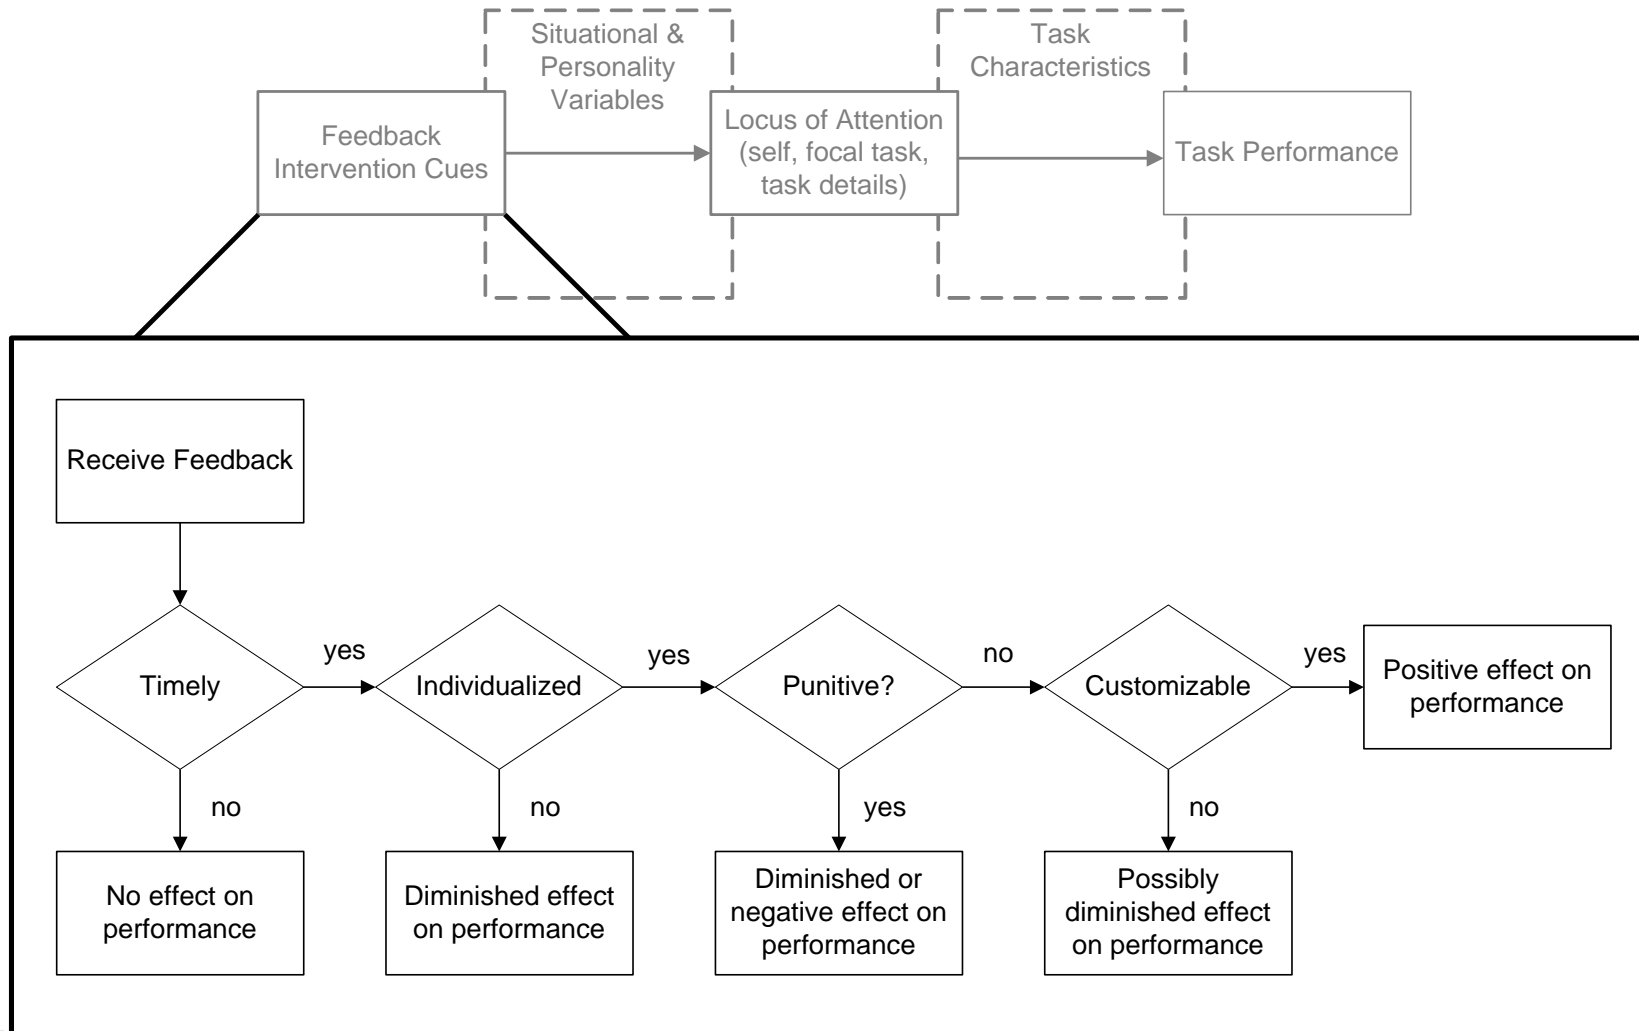 Situational &
Personality
Variables
Task
Characteristics
Feedback
Intervention Cues
Locus of Attention
(self, focal task,
task details)
Task Performance
Receive Feedback
Timely
yes
Individualized
yes
Punitive?
no
Customizable
yes
Positive effect on
performance
no
no
yes
no
No effect on
performance
Diminished effect
on performance
Diminished or
negative effect on
performance
Possibly
diminished effect
on performance